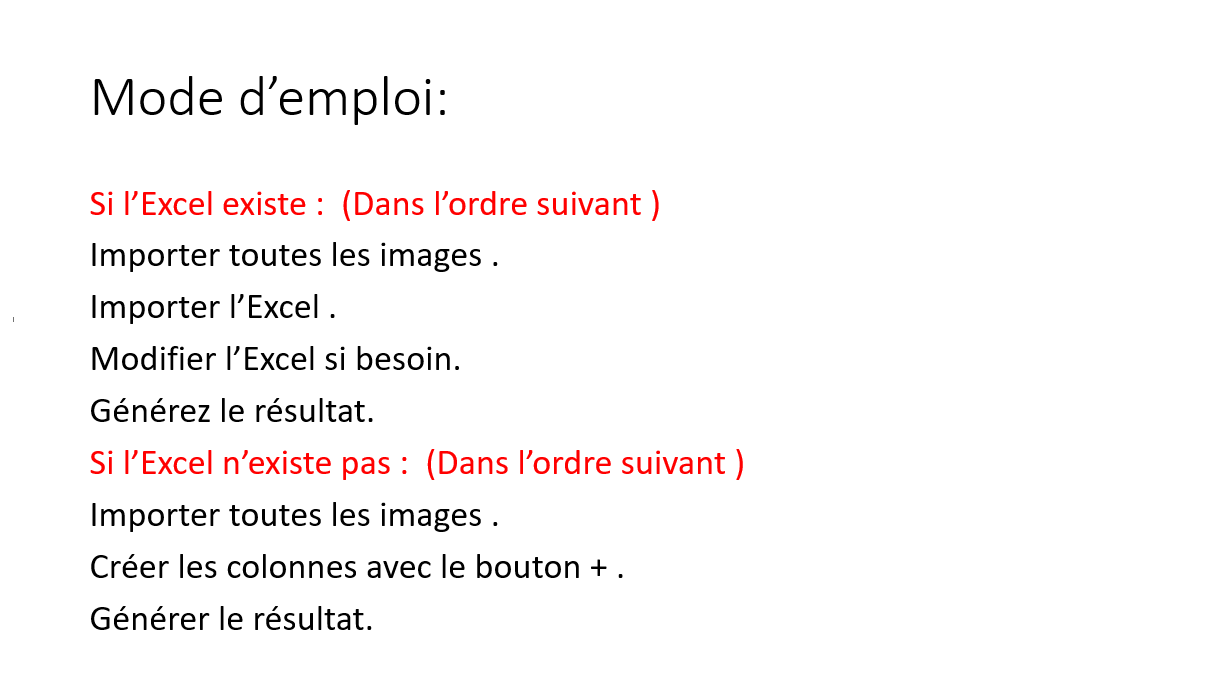 Mode d’emploi:
Si l’Excel existe :  (Dans l’ordre suivant )
Importer toutes les images .
Importer l’Excel .
Modifier l’Excel si besoin.
Générez le résultat.
Si l’Excel n’existe pas :  (Dans l’ordre suivant )
Importer toutes les images .
Créer les colonnes avec le bouton + .
Générer le résultat.